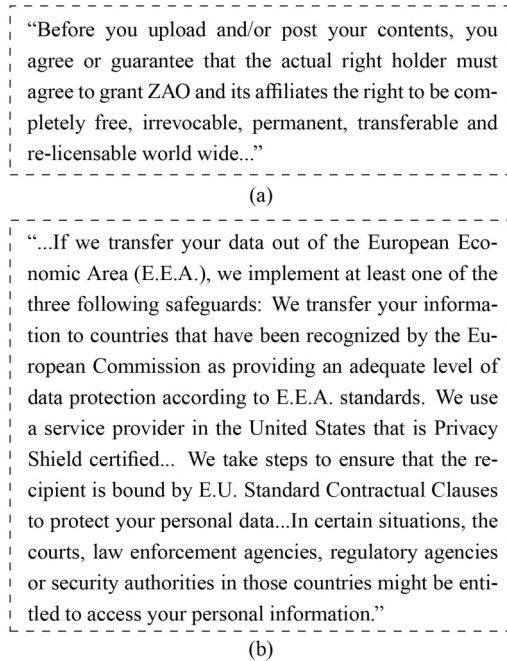 “Before you upload and/or post your contents, you
agree or guarantee that the actual right holder must
agree to grant ZAO and its affiliates the right to be com-
pletely free, irrevocable, permanent, transferable and
re-licensable world wide...”
(a)
“...If we transfer your data out of the European Eco-
nomic Area (E.E.A.), we implement at least one of the
three following safeguards: We transfer your informa-
tion to countries that have been recognized by the Eu-
ropean Commission as providing an adequate level of
data protection according to E.E.A. standards. We use
a service provider in the United States that is Privacy
Shield certified... We take steps to ensure that the re-
cipient is bound by E.U. Standard Contractual Clauses
to protect your personal data...In certain situations, the
courts, law enforcement agencies, regulatory agencies
or security authorities in those countries might be enti-
tled to access your personal information.”
(b)